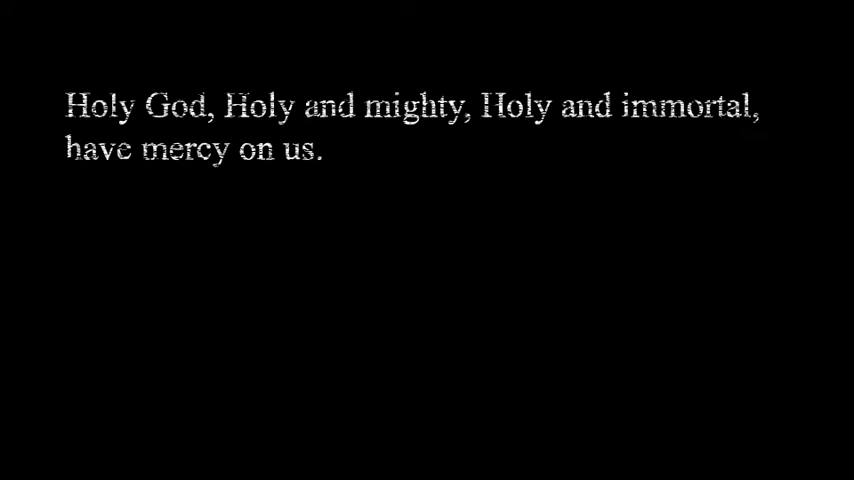 Holy God, Holy and mighty, Holy and immortal,
have mercy on us.